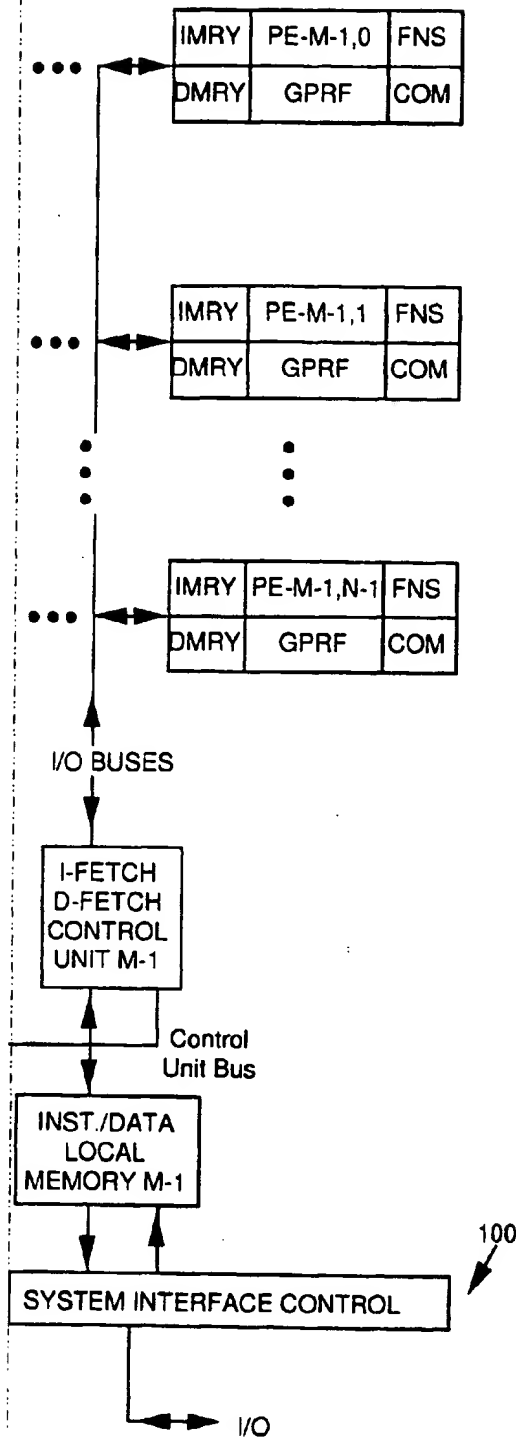 IMRY PE-M-1,0 FNS
DMRY GPRF COM
IMRY PE-M-1,1 FNS
DMRY GPRF COM
IMRY PE-M-1,N-1 FNS
DMRY GPRF COM
I/O BUSES
I-FETCH
D-FETCH
CONTROL
UNIT M-1
Control
Unit Bus
INST./DATA
LOCAL
MEMORY M-1
100
SYSTEM INTERFACE CONTROL
I/O